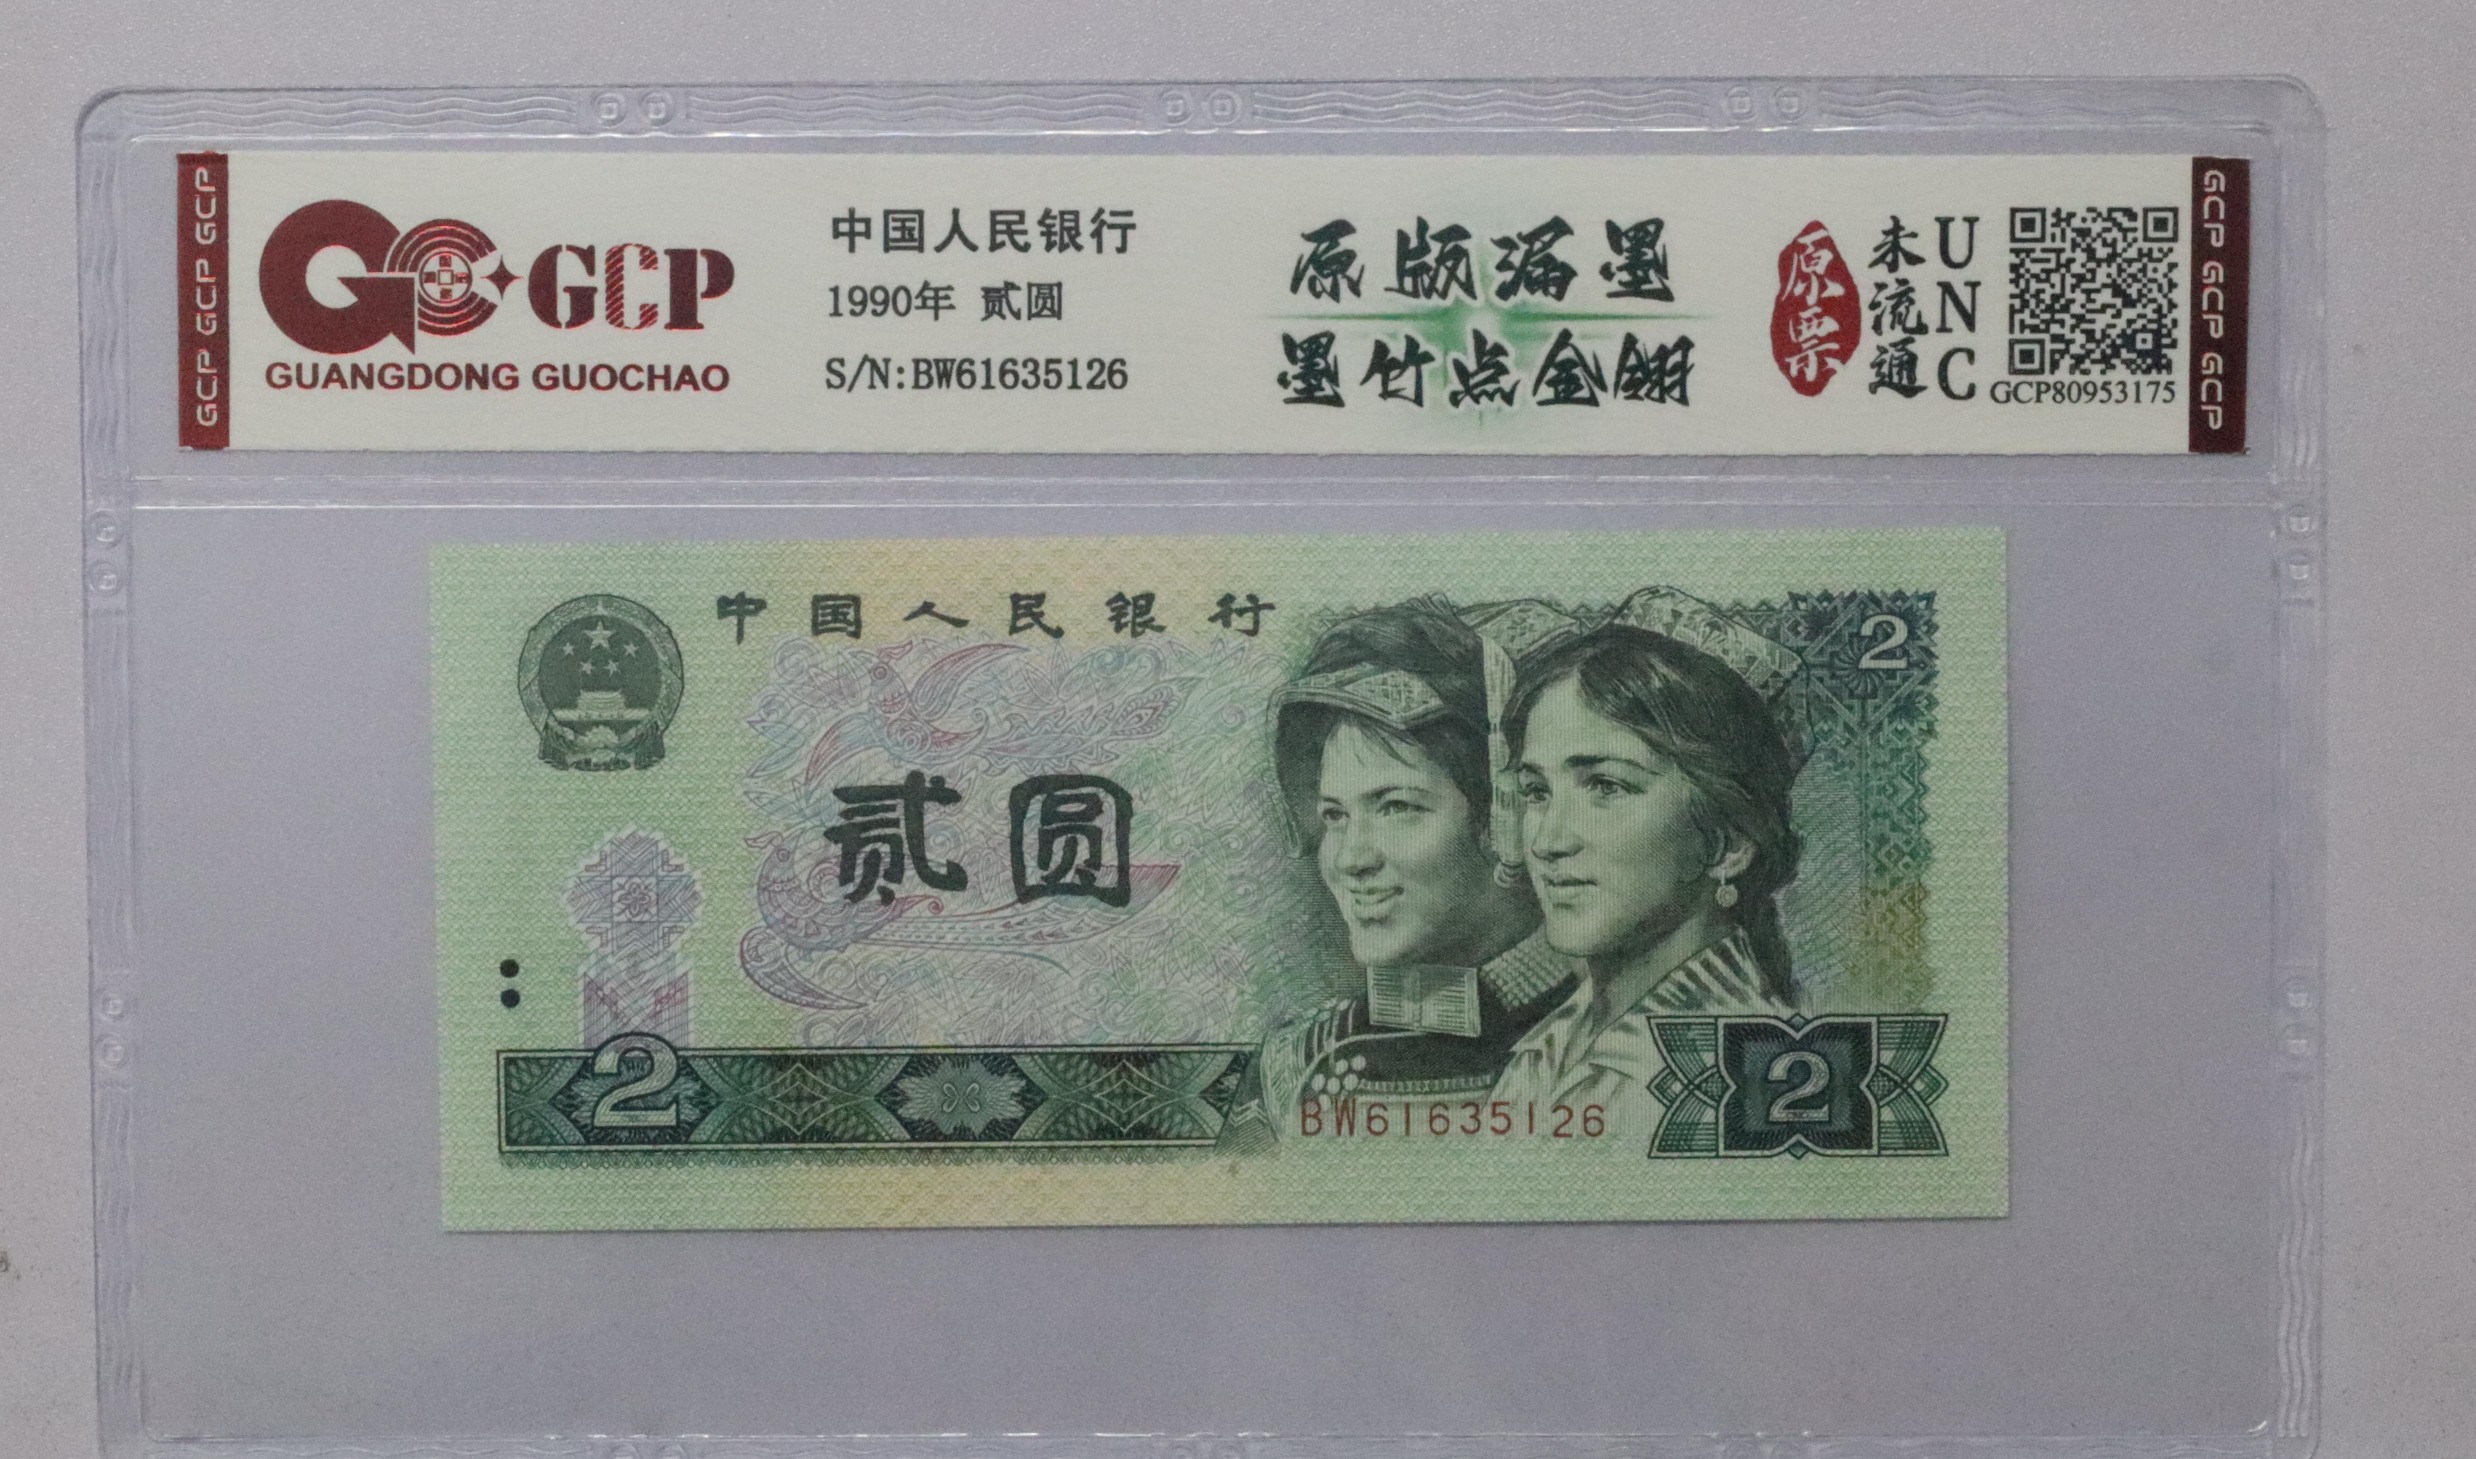 GCP GCP GCP GCP
GCP
GUANGDONG GUOCHAO
中国人民银行
1990年 贰圆
S/N:BW61635126
原版漏墨
墨竹点金翎
原票
未流通
UNC
GCP80953175
GCP GCP GCP GCP
中国人民银行
2
贰圆
2
BW61635126
2